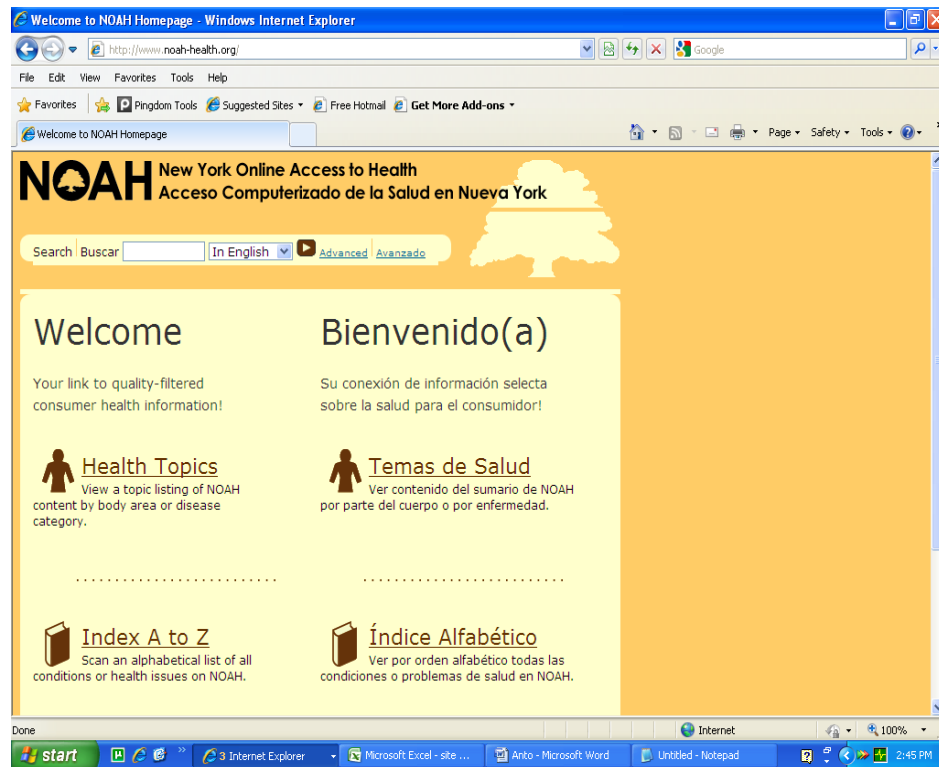 Welcome to NOAH Homepage - Windows Internet Explorer
http://www.noah-health.org/
Google
File Edit View Favorites Tools Help
Favorites Pingdom Tools Suggested Sites Free Hotmail Get More Add-ons
Welcome to NOAH Homepage
Page Safety Tools
NOAH New York Online Access to Health
Acceso Computerizado de la Salud en Nueva York
Search Buscar In English Advanced Avanzado
Welcome
Your link to quality-filtered
consumer health information!
Health Topics
View a topic listing of NOAH
content by body area or disease
category.
Index A to Z
Scan an alphabetical list of all
conditions or health issues on NOAH.
Bienvenido(a)
Su conexión de información selecta
sobre la salud para el consumidor!
Temas de Salud
Ver contenido del sumario de NOAH
por parte del cuerpo o por enfermedad.
Índice Alfabético
Ver por orden alfabético todas las
condiciones o problemas de salud en NOAH.
Done Internet 100%
start 3 Internet Explorer Microsoft Excel - site ... Anto - Microsoft Word Untitled - Notepad 2:45 PM